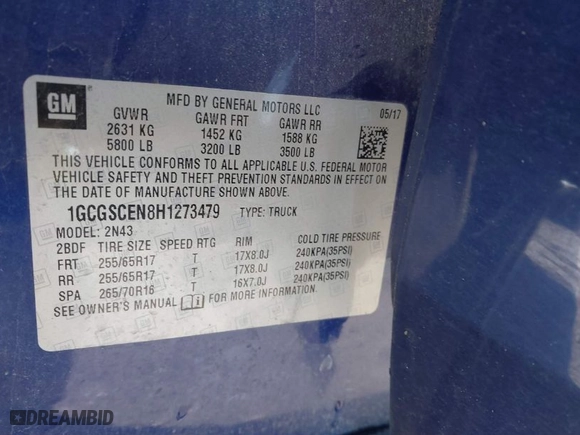 GM
MFD BY GENERAL MOTORS LLC
05/17
GVWR GAWR FRT GAWR RR
2631 KG 1452 KG 1588 KG
5800 LB 3200 LB 3500 LB
THIS VEHICLE CONFORMS TO ALL APPLICABLE U.S. FEDERAL MOTOR
VEHICLE SAFETY AND THEFT PREVENTION STANDARDS IN EFFECT ON
THE DATE OF MANUFACTURE SHOWN ABOVE.
1GCGSCEN8H1273479 TYPE: TRUCK
MODEL: 2N43
2BDF TIRE SIZE SPEED RTG RIM COLD TIRE PRESSURE
FRT 255/65R17 T 17X8.0J 240KPA(35PSI)
RR 255/65R17 T 17X8.0J 240KPA(35PSI)
SPA 265/70R16 T 16X7.0J 240KPA(35PSI)
SEE OWNER'S MANUAL
DREAMBID